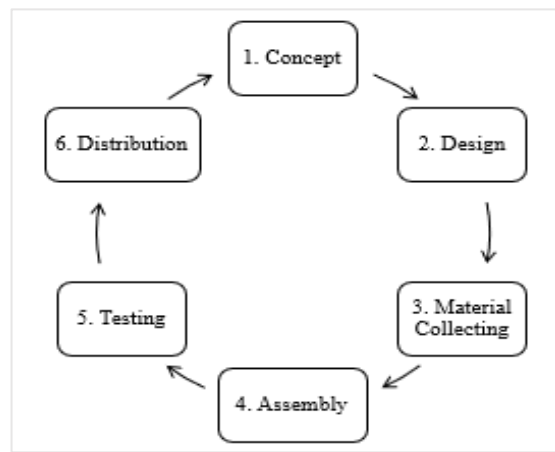 1. Concept
2. Design
3. Material
Collecting
4. Assembly
5. Testing
6. Distribution